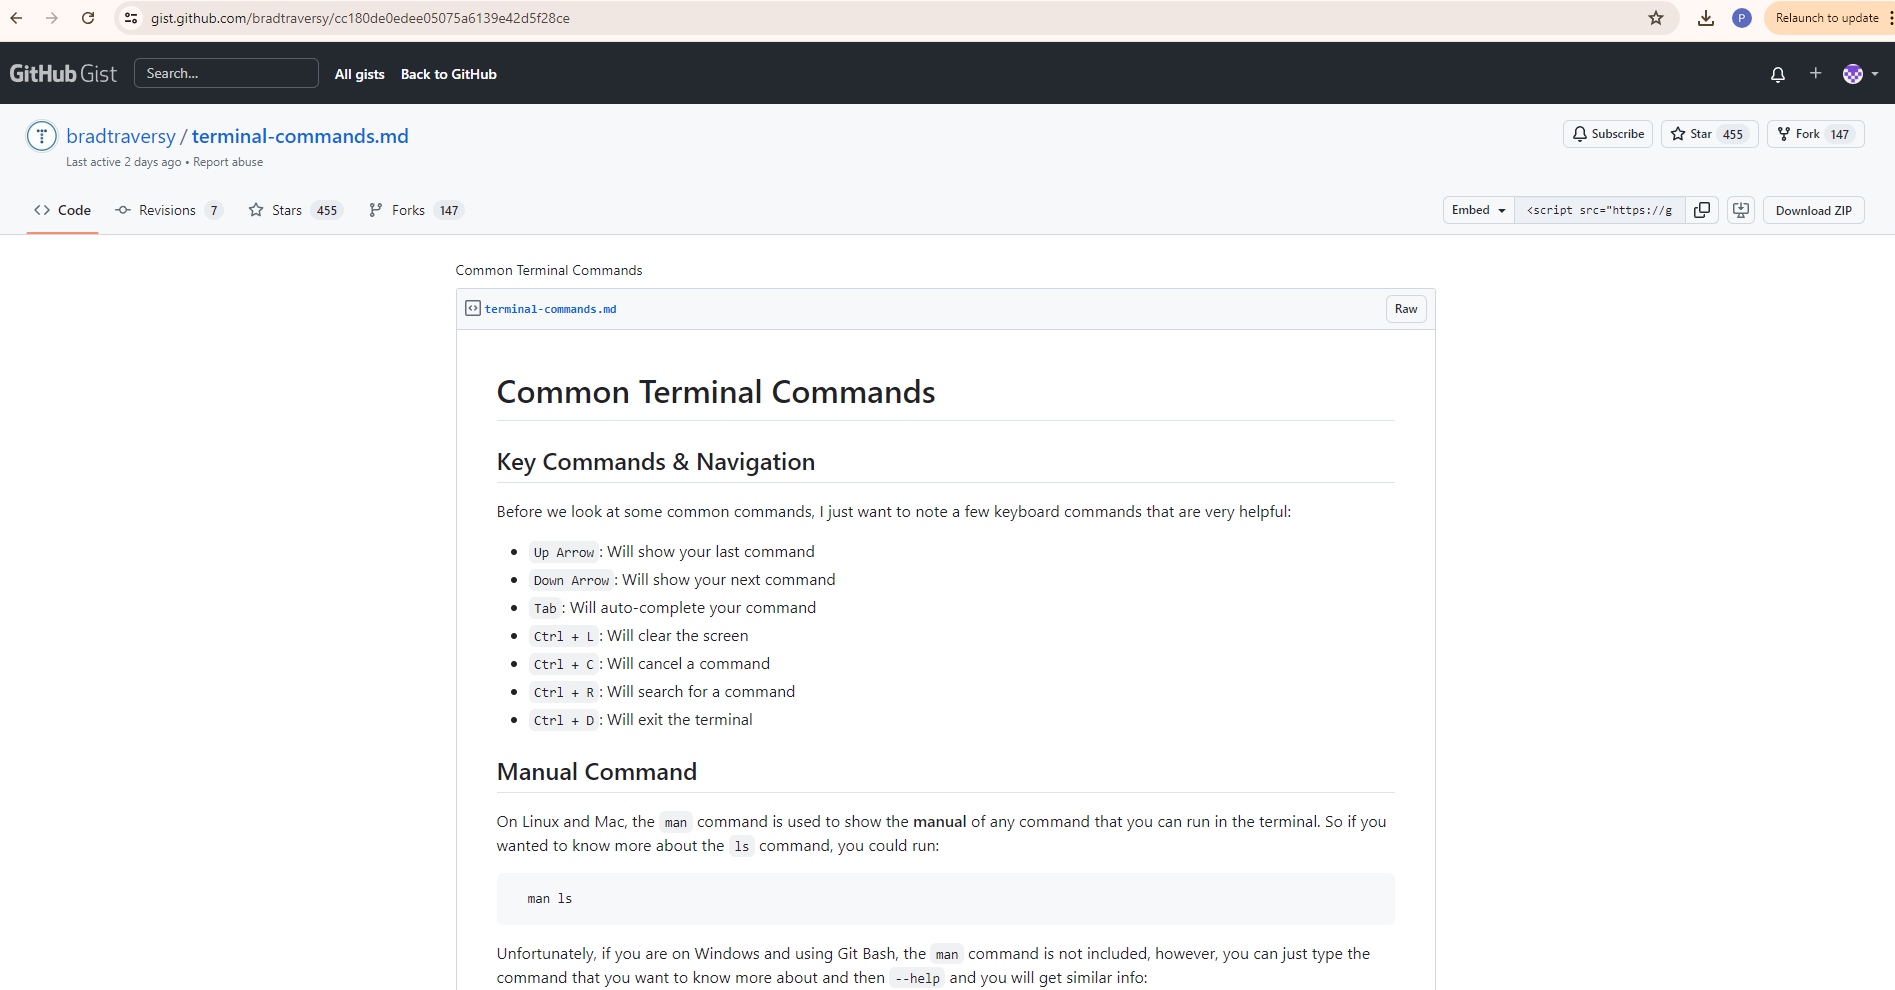 gist.github.com/bradtraversy/cc180de0edee05075a6139e42d5f28ce
P
Relaunch to update
GitHub Gist
Search...
All gists
Back to GitHub
bradtraversy / terminal-commands.md
Last active 2 days ago • Report abuse
Subscribe
Star 455
Fork 147
Code
Revisions 7
Stars 455
Forks 147
Embed
<script src="https://g
Download ZIP
Common Terminal Commands
terminal-commands.md
Raw
Common Terminal Commands
Key Commands & Navigation
Before we look at some common commands, I just want to note a few keyboard commands that are very helpful:
• Up Arrow : Will show your last command
• Down Arrow : Will show your next command
• Tab : Will auto-complete your command
• Ctrl + L : Will clear the screen
• Ctrl + C : Will cancel a command
• Ctrl + R : Will search for a command
• Ctrl + D : Will exit the terminal
Manual Command
On Linux and Mac, the man command is used to show the manual of any command that you can run in the terminal. So if you
wanted to know more about the ls command, you could run:
man ls
Unfortunately, if you are on Windows and using Git Bash, the man command is not included, however, you can just type the
command that you want to know more about and then --help and you will get similar info: